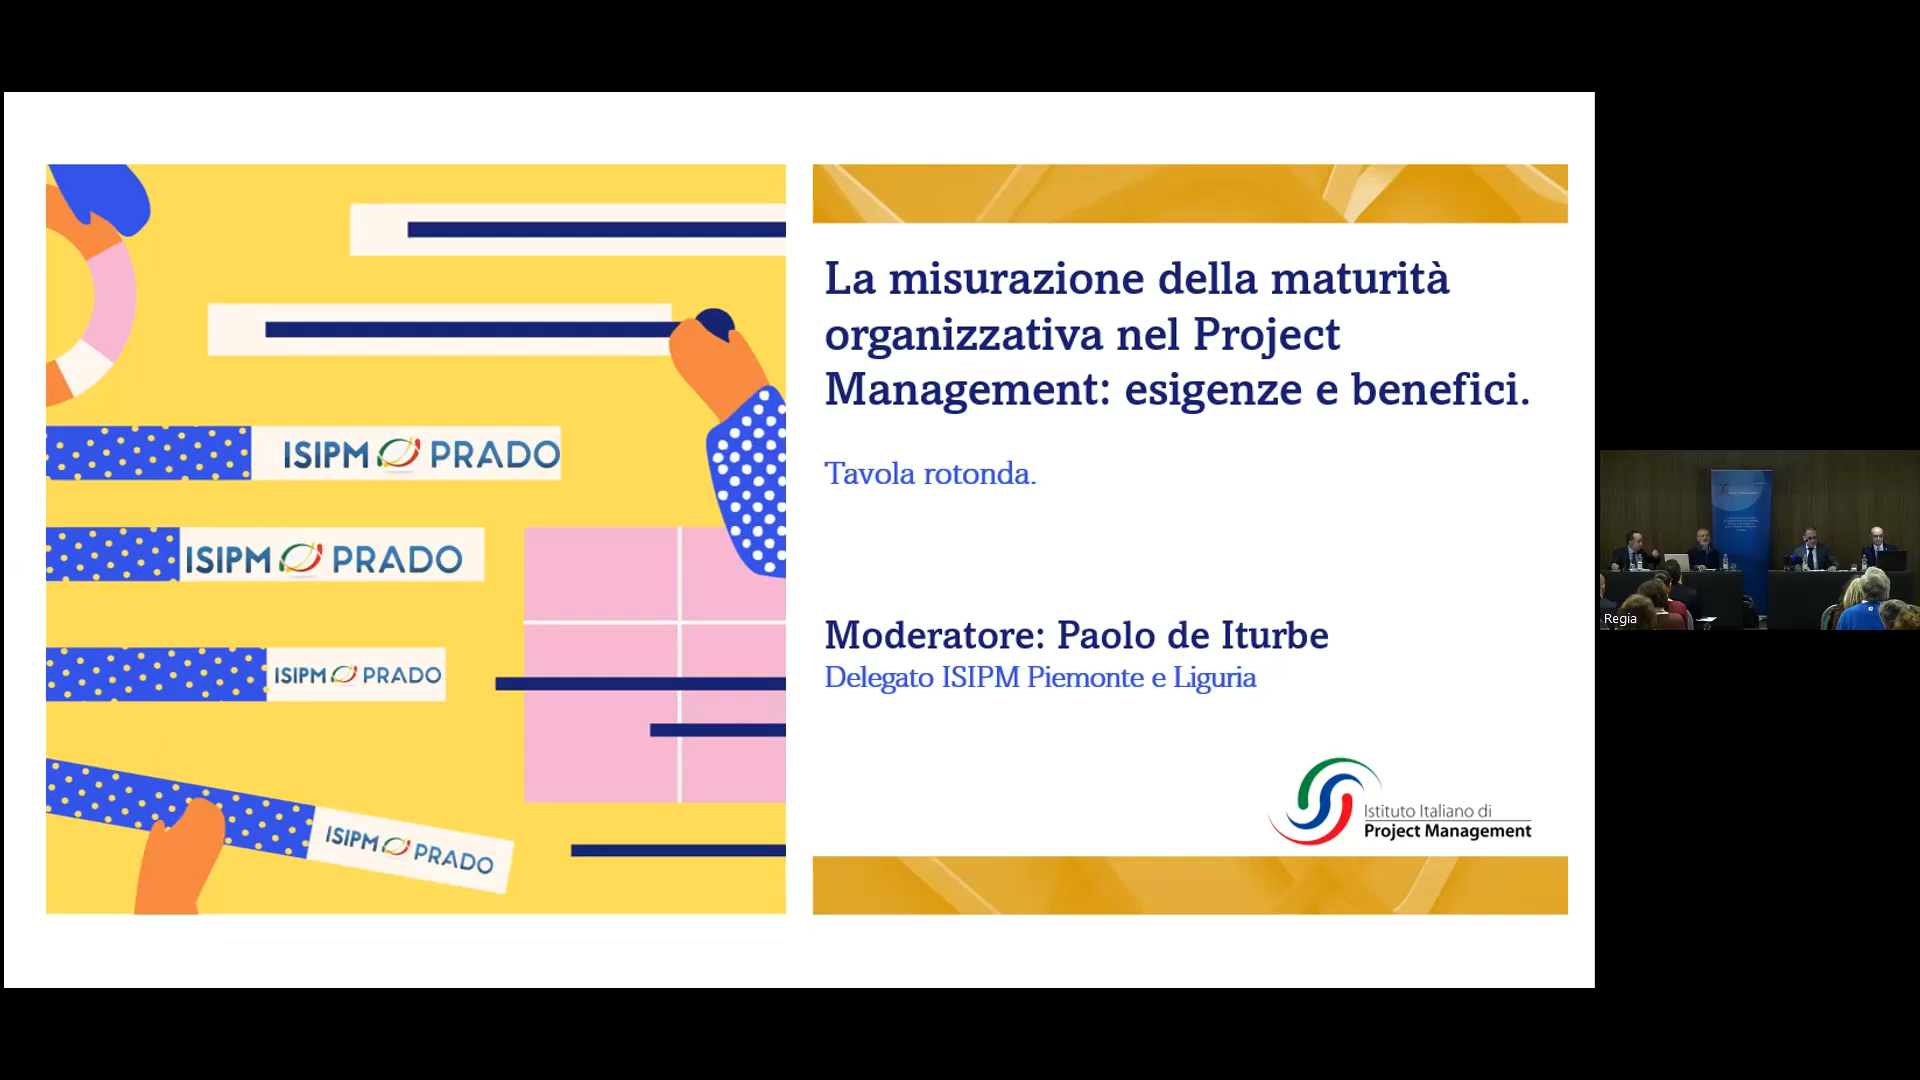 ISIPM PRADO
ISIPM PRADO
ISIPM PRADO
ISIPM PRADO
La misurazione della maturità
organizzativa nel Project
Management: esigenze e benefici.
Tavola rotonda.
Moderatore: Paolo de Iturbe
Delegato ISIPM Piemonte e Liguria
Istituto Italiano di
Project Management
Regia